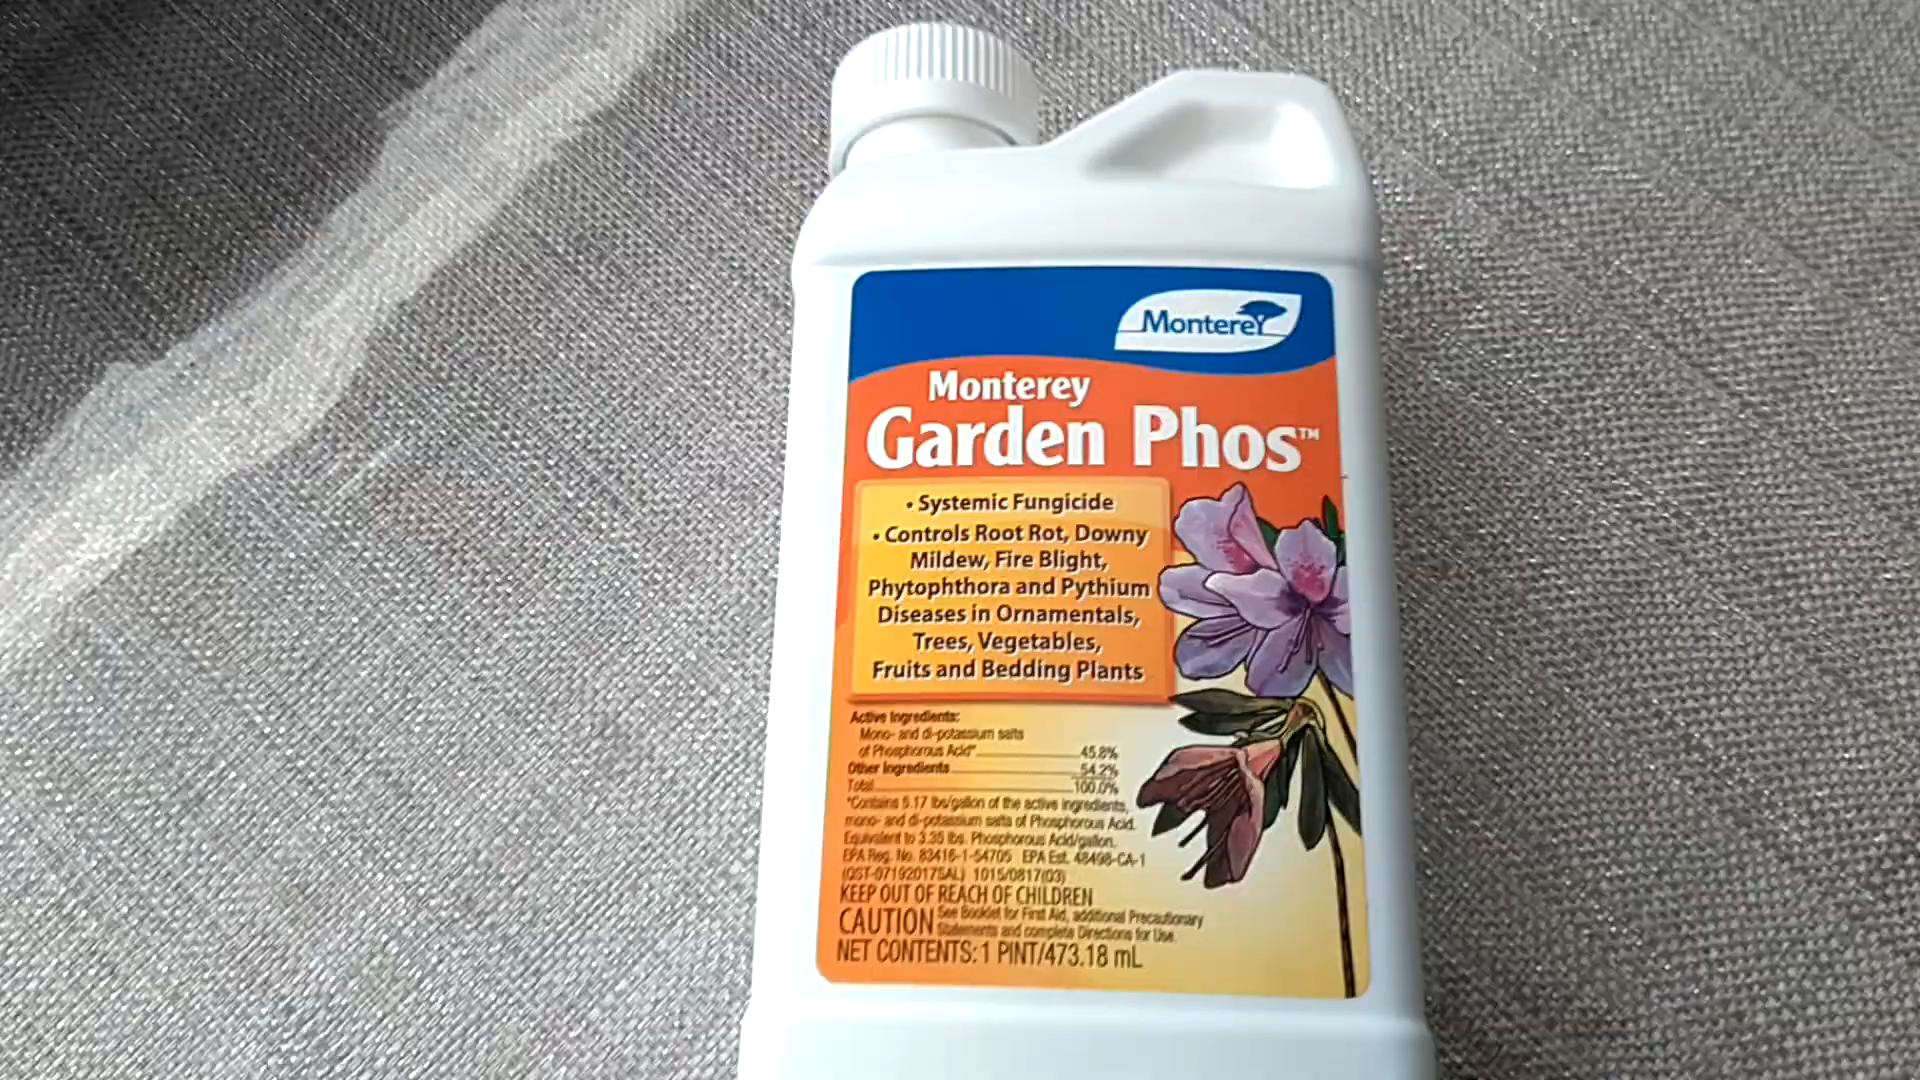 Monterey
Monterey
Garden Phos™
• Systemic Fungicide
• Controls Root Rot, Downy
Mildew, Fire Blight,
Phytophthora and Pythium
Diseases in Ornamentals,
Trees, Vegetables,
Fruits and Bedding Plants
Active Ingredients:
Mono- and di-potassium salts
of Phosphorous Acid* 45.8%
Other Ingredients 54.2%
Total 100.0%
*Contains 5.17 lbs/gallon of the active ingredients,
mono- and di-potassium salts of Phosphorous Acid.
Equivalent to 3.35 lbs. Phosphorous Acid/gallon.
EPA Reg. No. 83416-1-54705 EPA Est. 48498-CA-1
(QST-07192017SAL) 1015/0817(03)
KEEP OUT OF REACH OF CHILDREN
CAUTION See Booklet for First Aid, additional Precautionary
Statements and complete Directions for Use.
NET CONTENTS: 1 PINT/473.18 mL